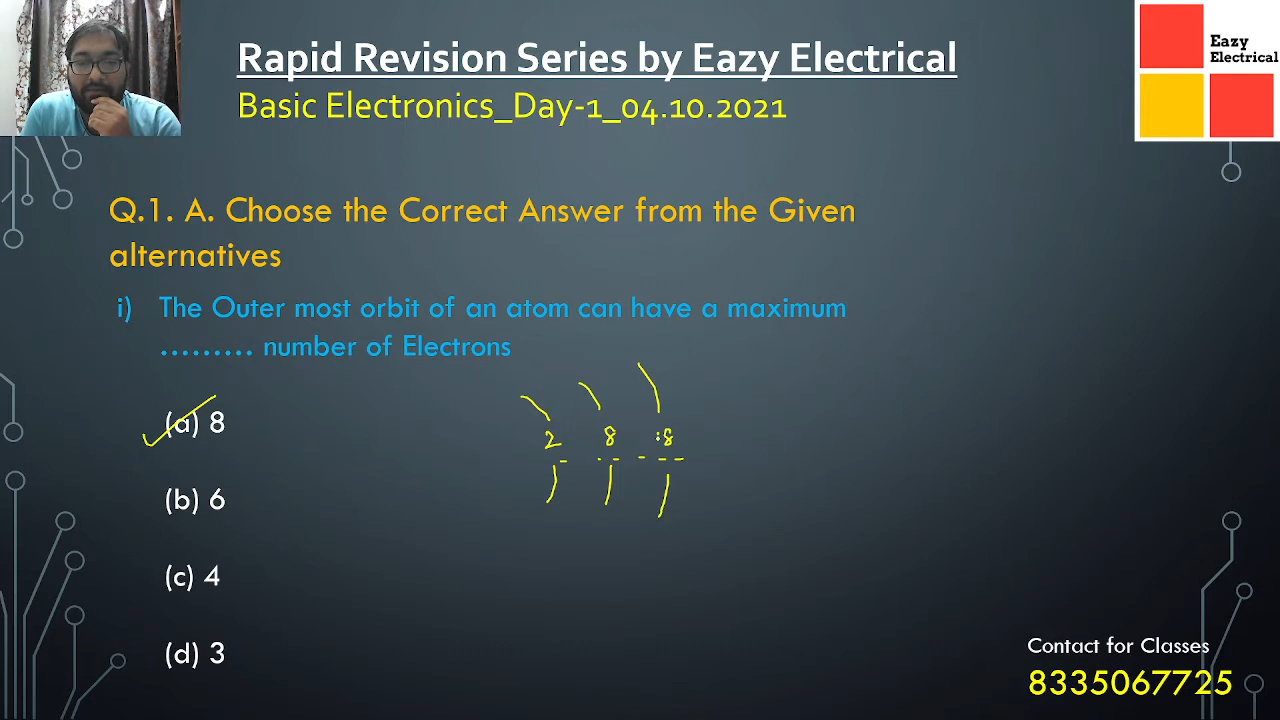 Rapid Revision Series by Eazy Electrical
Basic Electronics_Day-1_04.10.2021
Eazy
Electrical
Q.1. A. Choose the Correct Answer from the Given
alternatives
i) The Outer most orbit of an atom can have a maximum
……… number of Electrons
(a) 8
2 8 8
(b) 6
(c) 4
(d) 3
Contact for Classes
8335067725